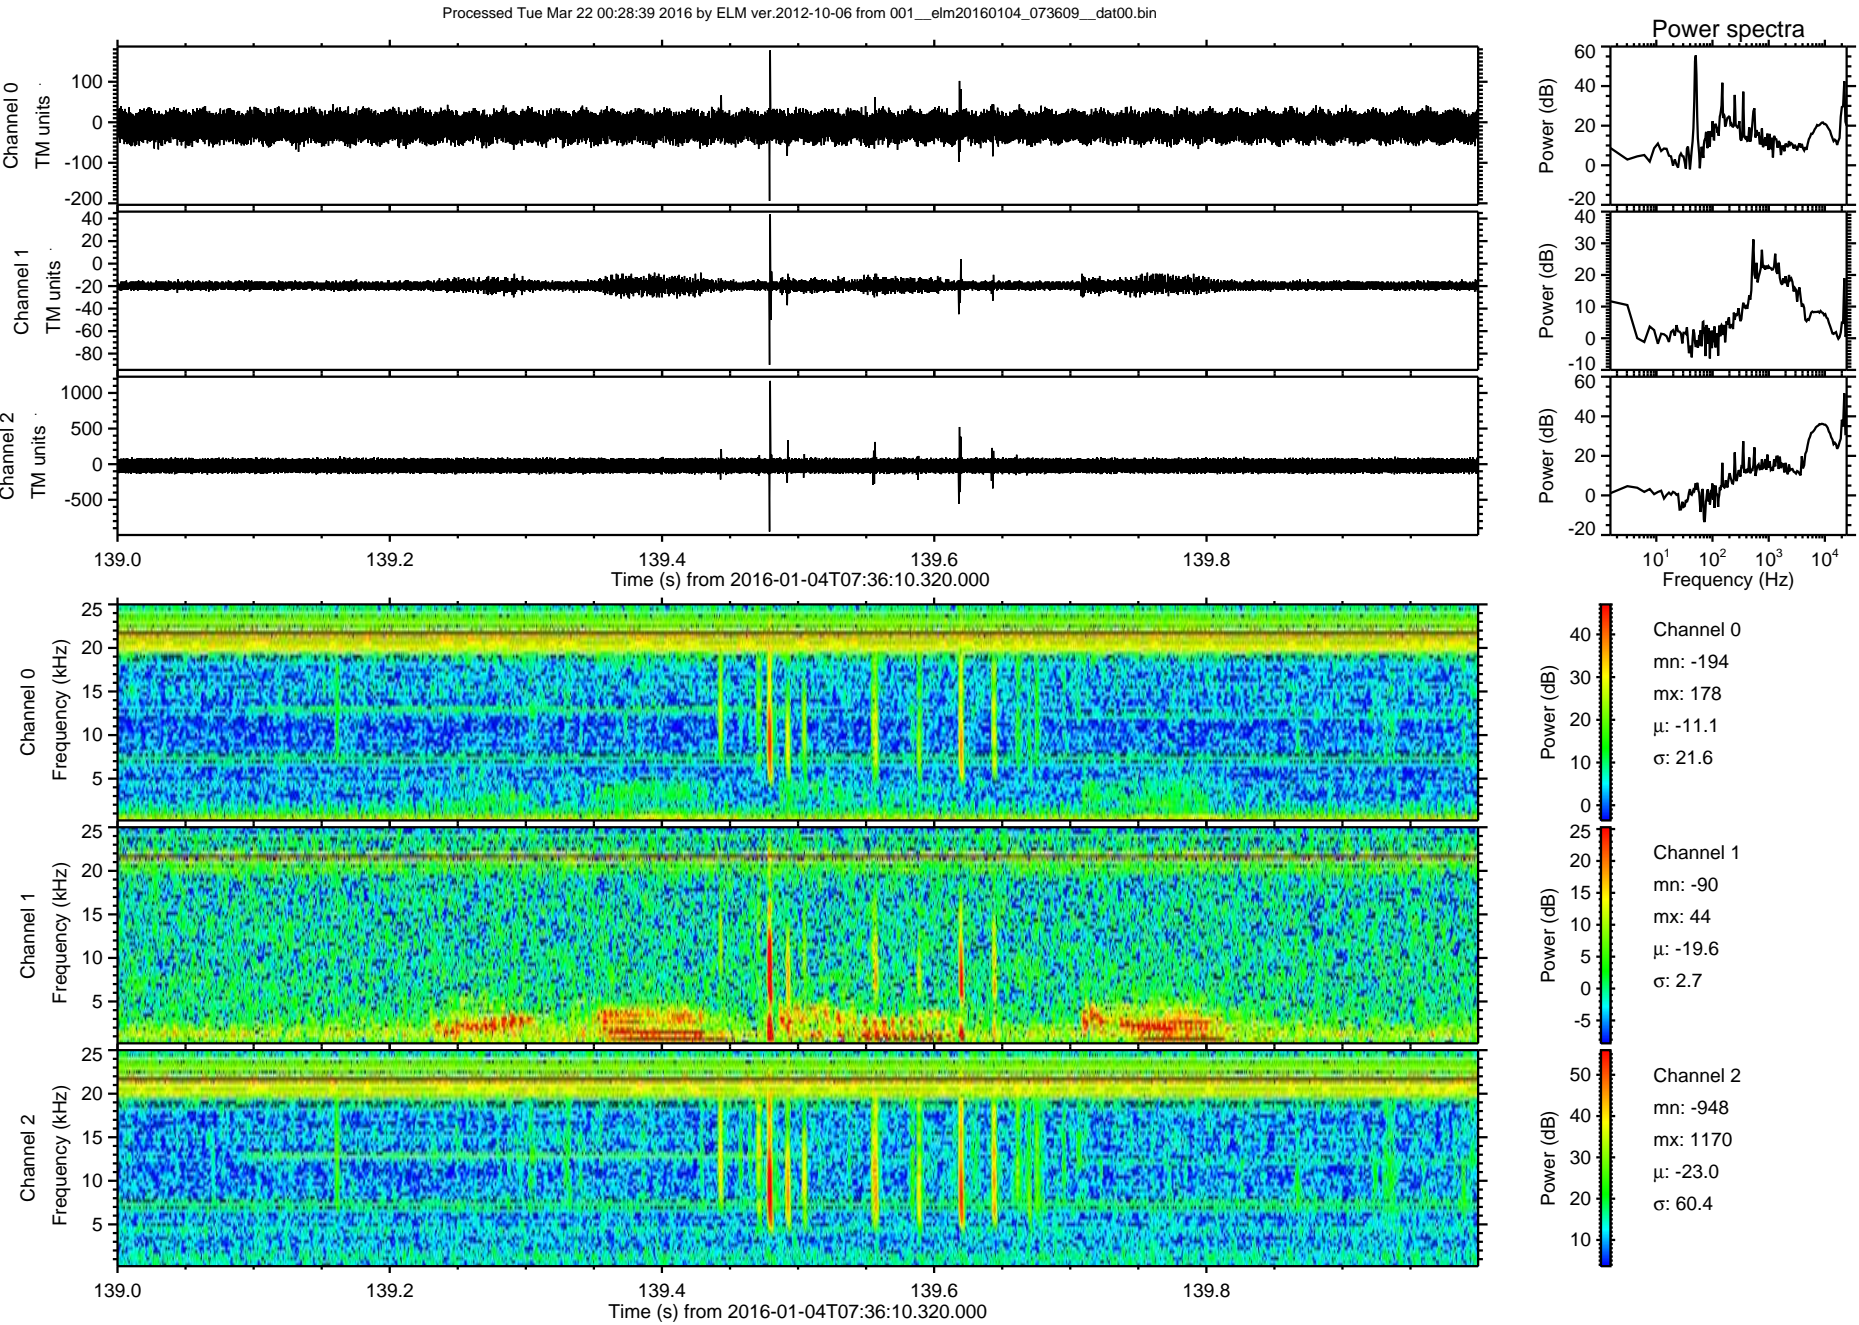 Processed Tue Mar 22 00:28:39 2016 by ELM ver.2012-10-06 from 001__elm20160104_073609__dat00.bin
Power spectra
Channel 0
TM units
100
0
-100
-200
Power (dB)
60
40
20
0
-20
Channel 1
TM units
40
20
0
-20
-40
-60
-80
Power (dB)
40
30
20
10
0
-10
Channel 2
TM units
1000
500
0
-500
Power (dB)
60
40
20
0
-20
139.0 139.2 139.4 139.6 139.8
Time (s) from 2016-01-04T07:36:10.320.000
10^1 10^2 10^3 10^4
Frequency (Hz)
Channel 0
Frequency (kHz)
25
20
15
10
5
Power (dB)
40
30
20
10
0
Channel 0
mn: -194
mx: 178
μ: -11.1
σ: 21.6
Channel 1
Frequency (kHz)
25
20
15
10
5
Power (dB)
25
20
15
10
5
0
-5
Channel 1
mn: -90
mx: 44
μ: -19.6
σ: 2.7
Channel 2
Frequency (kHz)
25
20
15
10
5
Power (dB)
50
40
30
20
10
Channel 2
mn: -948
mx: 1170
μ: -23.0
σ: 60.4
139.0 139.2 139.4 139.6 139.8
Time (s) from 2016-01-04T07:36:10.320.000